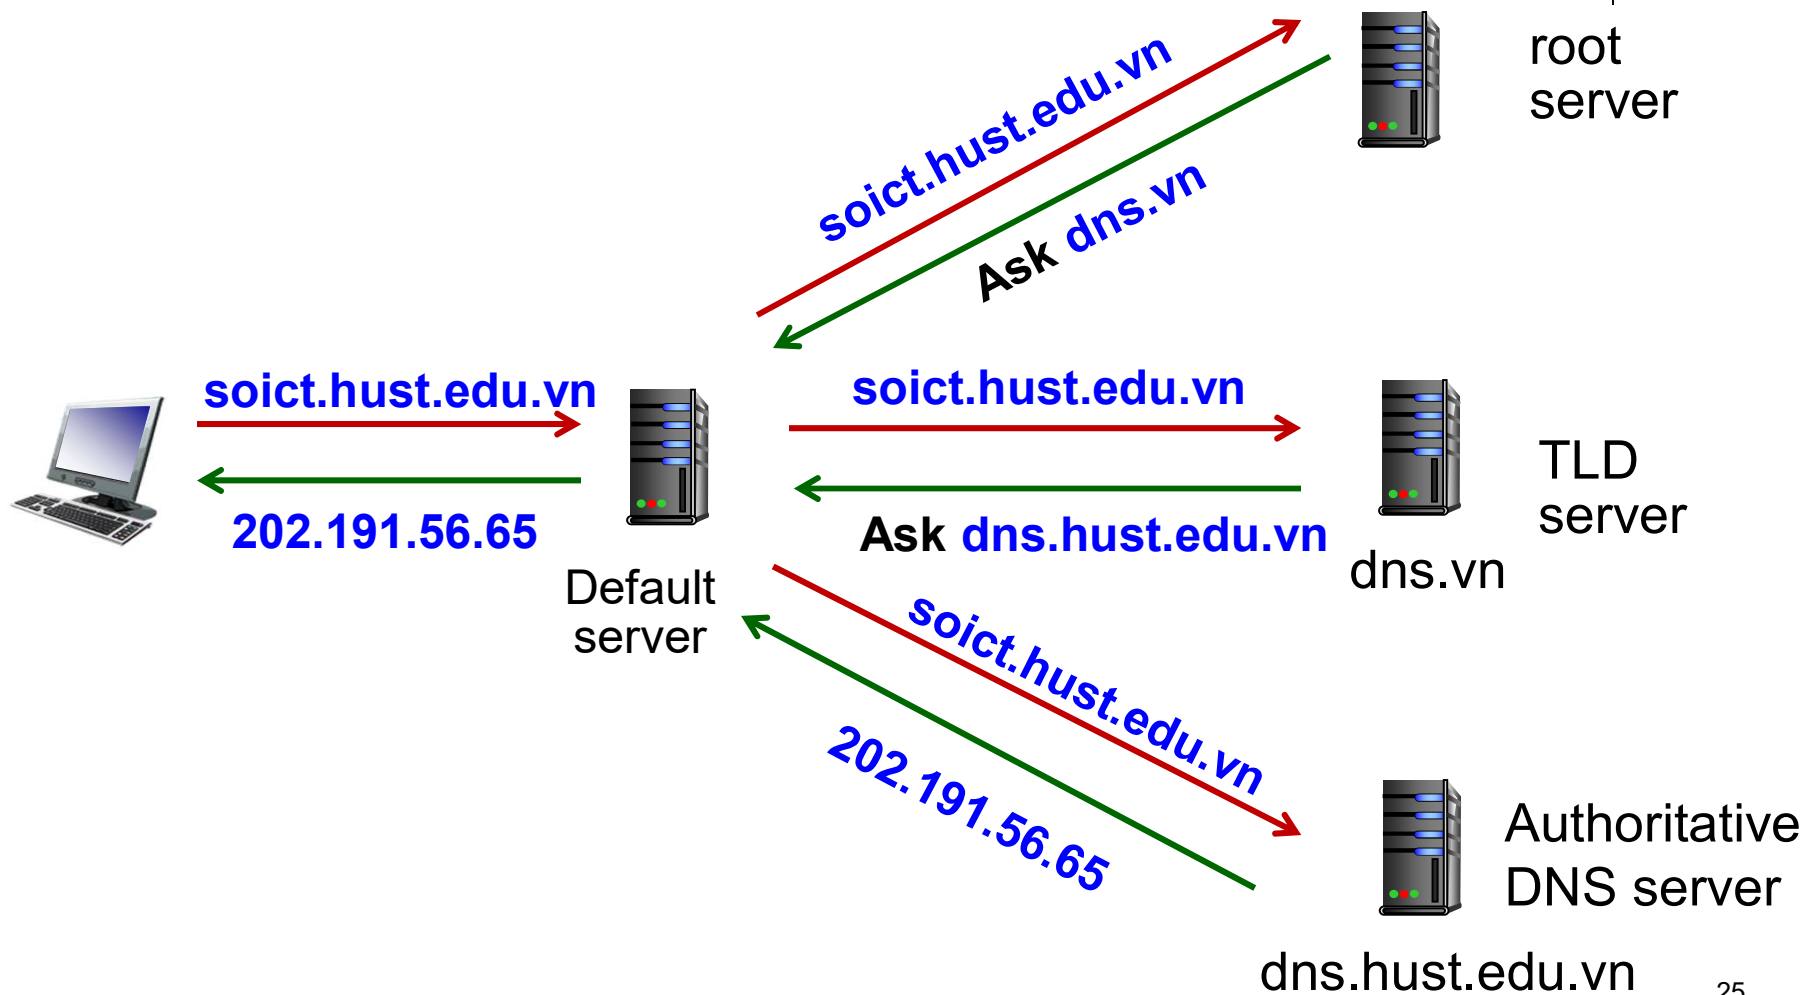 root
server
soict.hust.edu.vn
Ask dns.vn
soict.hust.edu.vn
202.191.56.65
Default
server
soict.hust.edu.vn
Ask dns.hust.edu.vn
TLD
server
dns.vn
soict.hust.edu.vn
202.191.56.65
Authoritative
DNS server
dns.hust.edu.vn
25